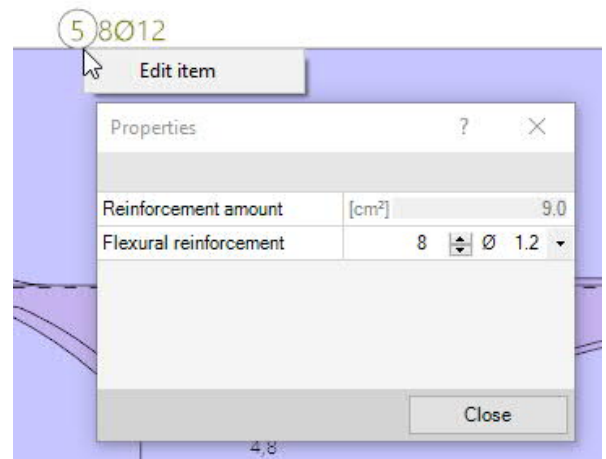 5 8Ø12
Edit item
Properties ?
Reinforcement amount [cm²] 9.0
Flexural reinforcement 8 Ø 1.2
Close
4,8